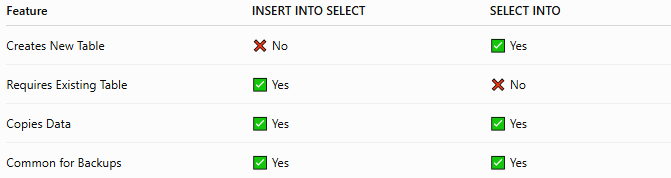 Feature INSERT INTO SELECT SELECT INTO
Creates New Table ❌ No ✅ Yes
Requires Existing Table ✅ Yes ❌ No
Copies Data ✅ Yes ✅ Yes
Common for Backups ✅ Yes ✅ Yes